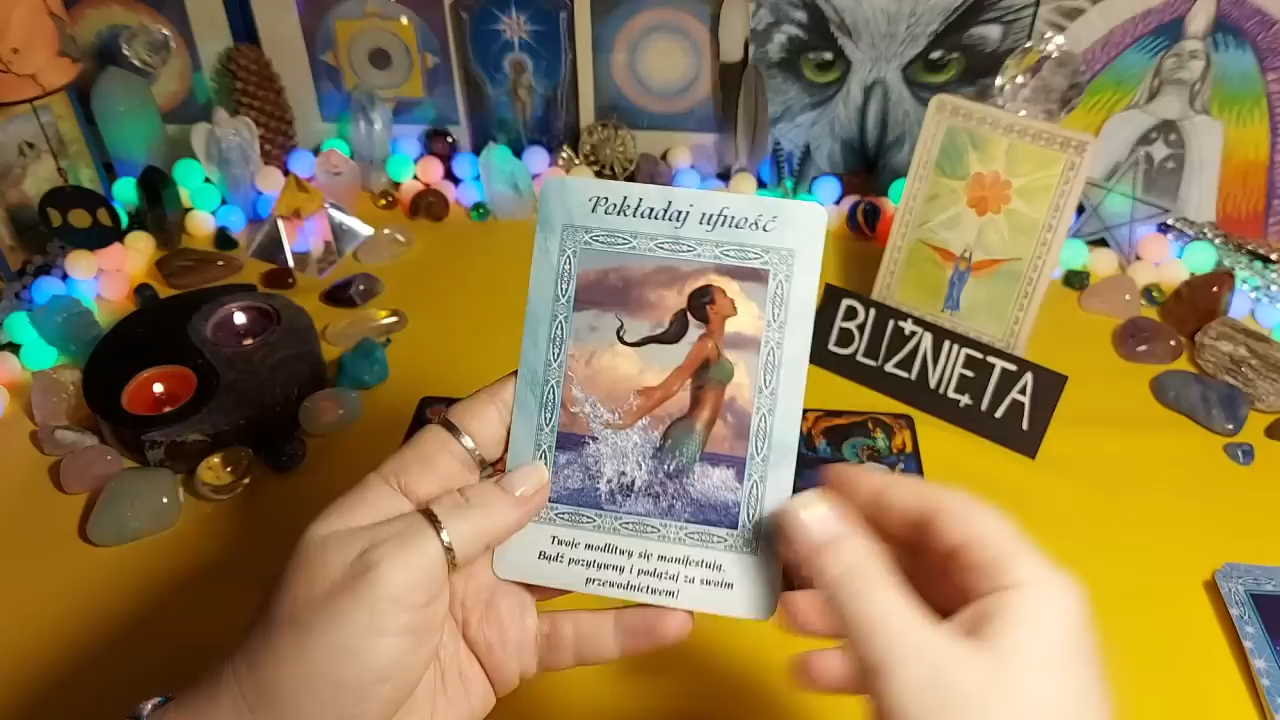 Pokładaj ufność
BLIŹNIĘTA
Twoje modlitwy się manifestują.
Bądź pozytywny i podążaj za swoim
przewodnictwem!